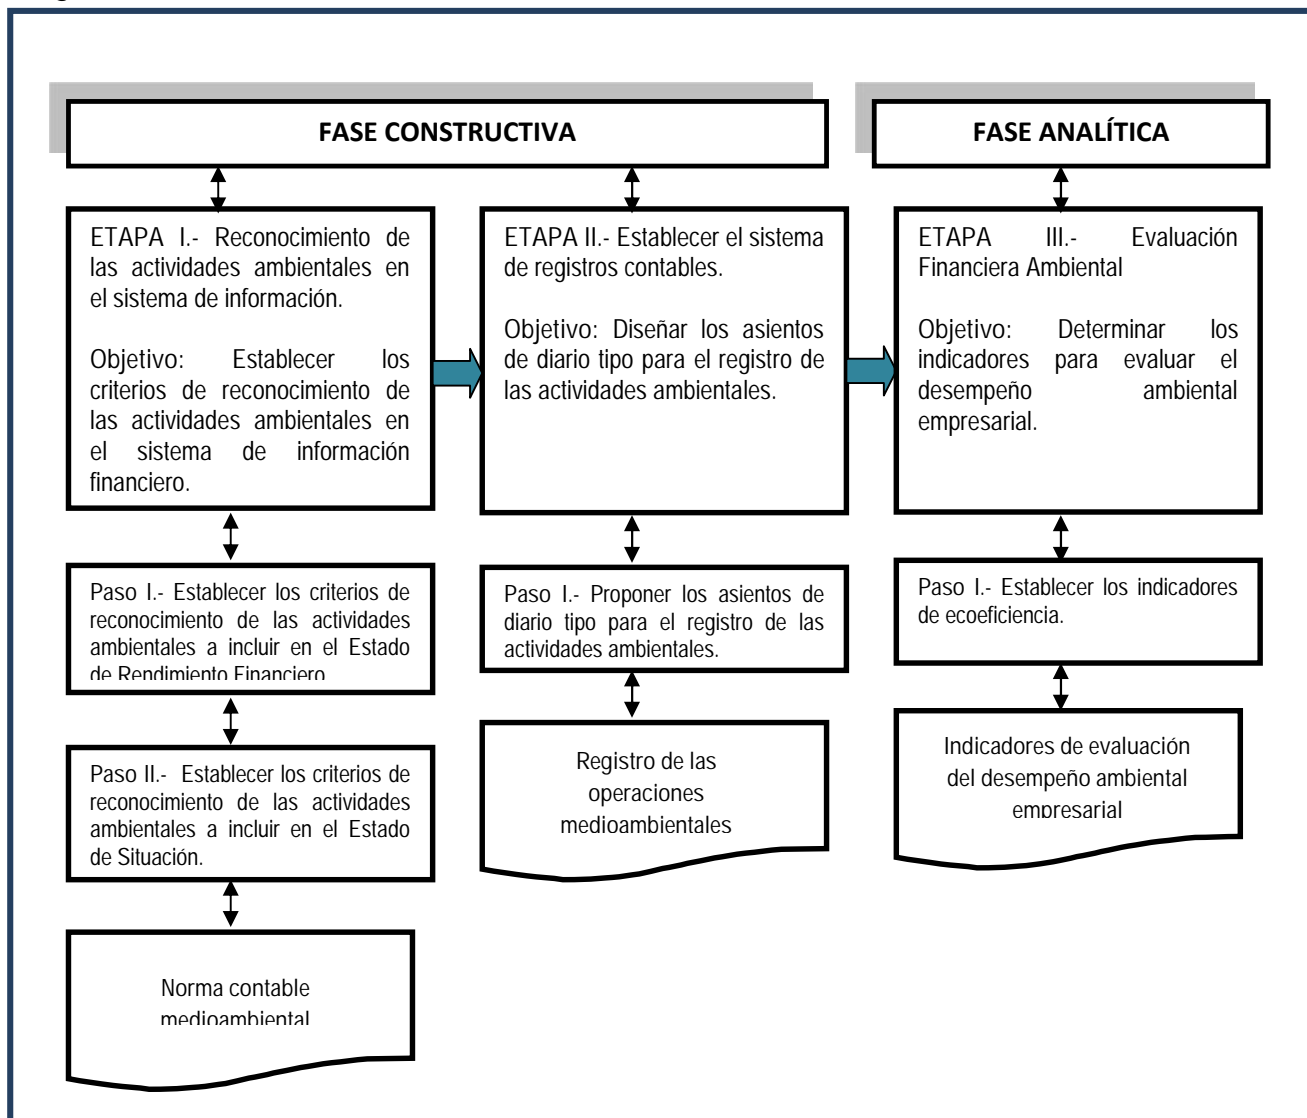 FASE CONSTRUCTIVA
FASE ANALÍTICA
ETAPA I.- Reconocimiento de
las actividades ambientales en
el sistema de información.
Objetivo: Establecer los
criterios de reconocimiento de
las actividades ambientales en
el sistema de información
financiero.
ETAPA II.- Establecer el sistema
de registros contables.
Objetivo: Diseñar los asientos
de diario tipo para el registro de
las actividades ambientales.
ETAPA III.- Evaluación
Financiera Ambiental
Objetivo: Determinar los
indicadores para evaluar el
desempeño ambiental
empresarial.
Paso I.- Establecer los criterios de
reconocimiento de las actividades
ambientales a incluir en el Estado
de Rendimiento Financiero
Paso I.- Proponer los asientos de
diario tipo para el registro de las
actividades ambientales.
Paso I.- Establecer los indicadores
de ecoeficiencia.
Paso II.- Establecer los criterios de
reconocimiento de las actividades
ambientales a incluir en el Estado
de Situación.
Registro de las
operaciones
medioambientales
Indicadores de evaluación
del desempeño ambiental
empresarial
Norma contable
medioambiental